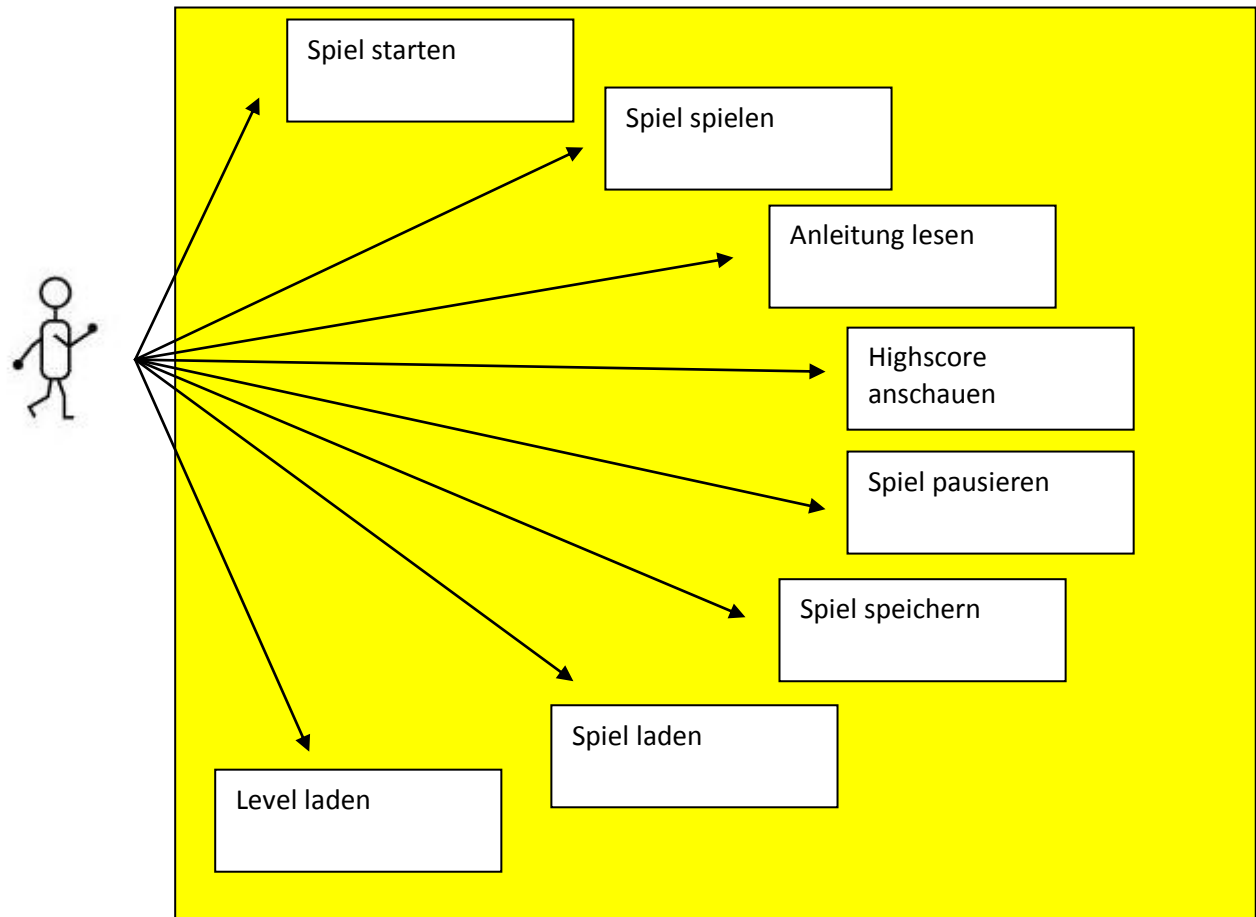 Spiel starten
Spiel spielen
Anleitung lesen
Highscore
anschauen
Spiel pausieren
Spiel speichern
Spiel laden
Level laden